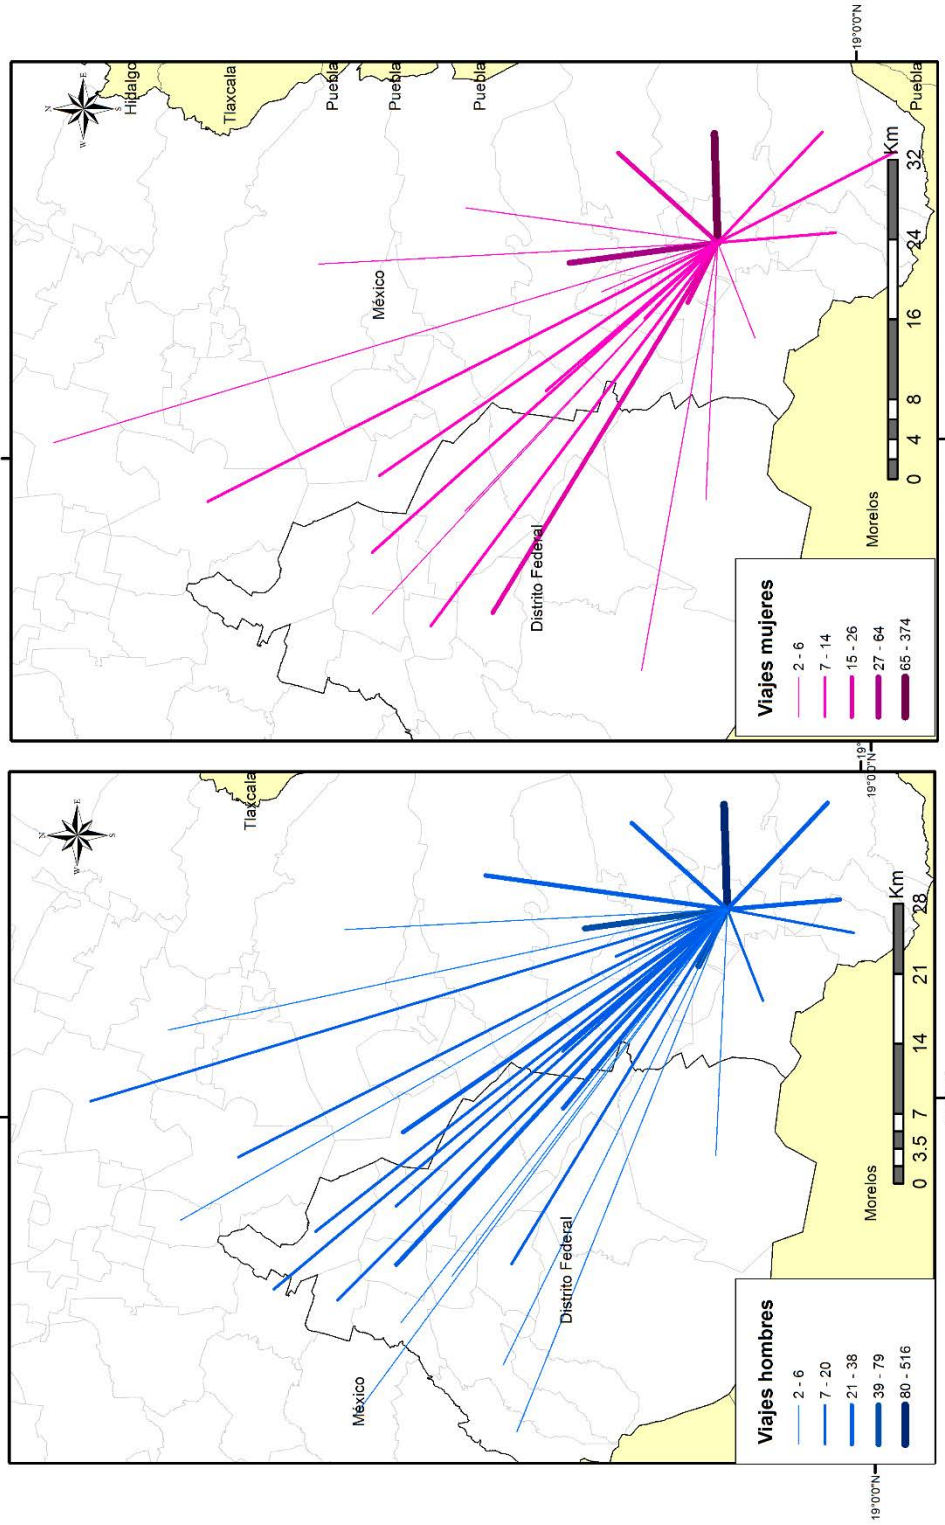 N
E
S
W
Hidalgo
Tlaxcala
Puebla
Puebla
Puebla
México
Distrito Federal
Morelos
Puebla
19°0'0"N
Km
0 4 8 16 24 32
Viajes mujeres
2 - 6
7 - 14
15 - 26
27 - 64
65 - 374
N
E
S
W
Tlaxcala
México
Distrito Federal
Morelos
19°
19°0'0"N
19°0'0"N
Km
0 3.5 7 14 21 28
Viajes hombres
2 - 6
7 - 20
21 - 38
39 - 79
80 - 516